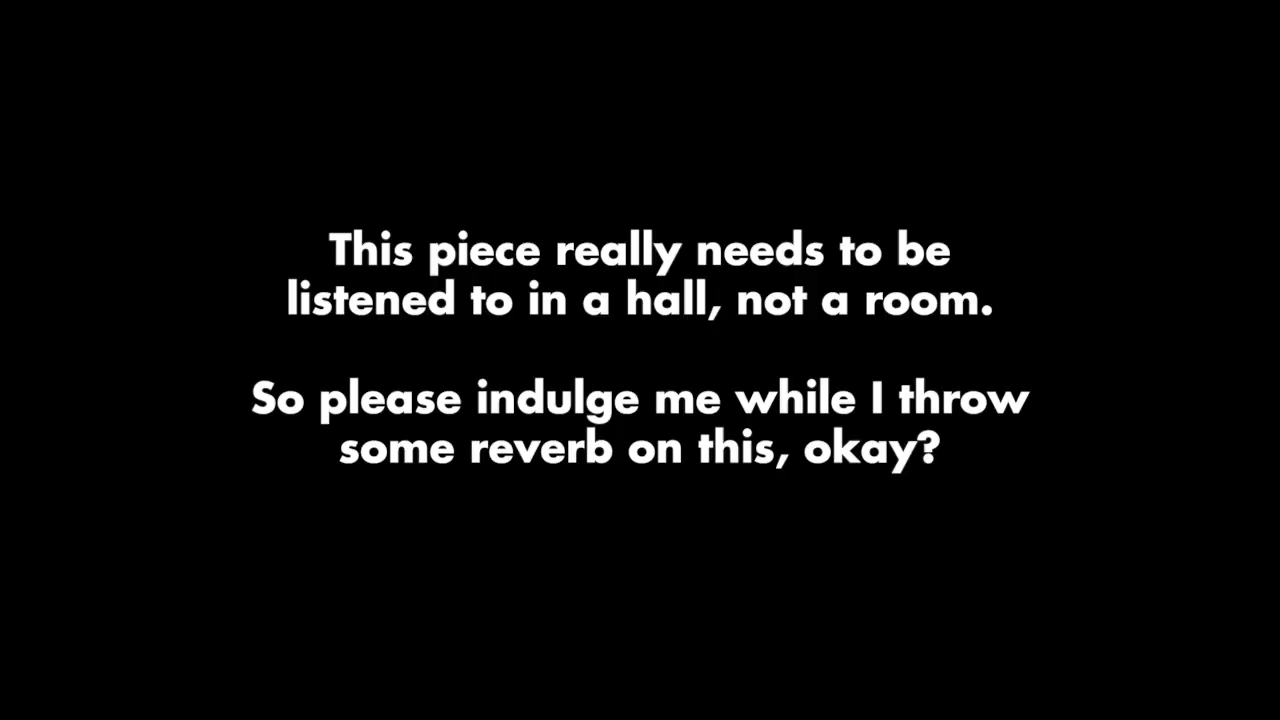 This piece really needs to be
listened to in a hall, not a room.
So please indulge me while I throw
some reverb on this, okay?